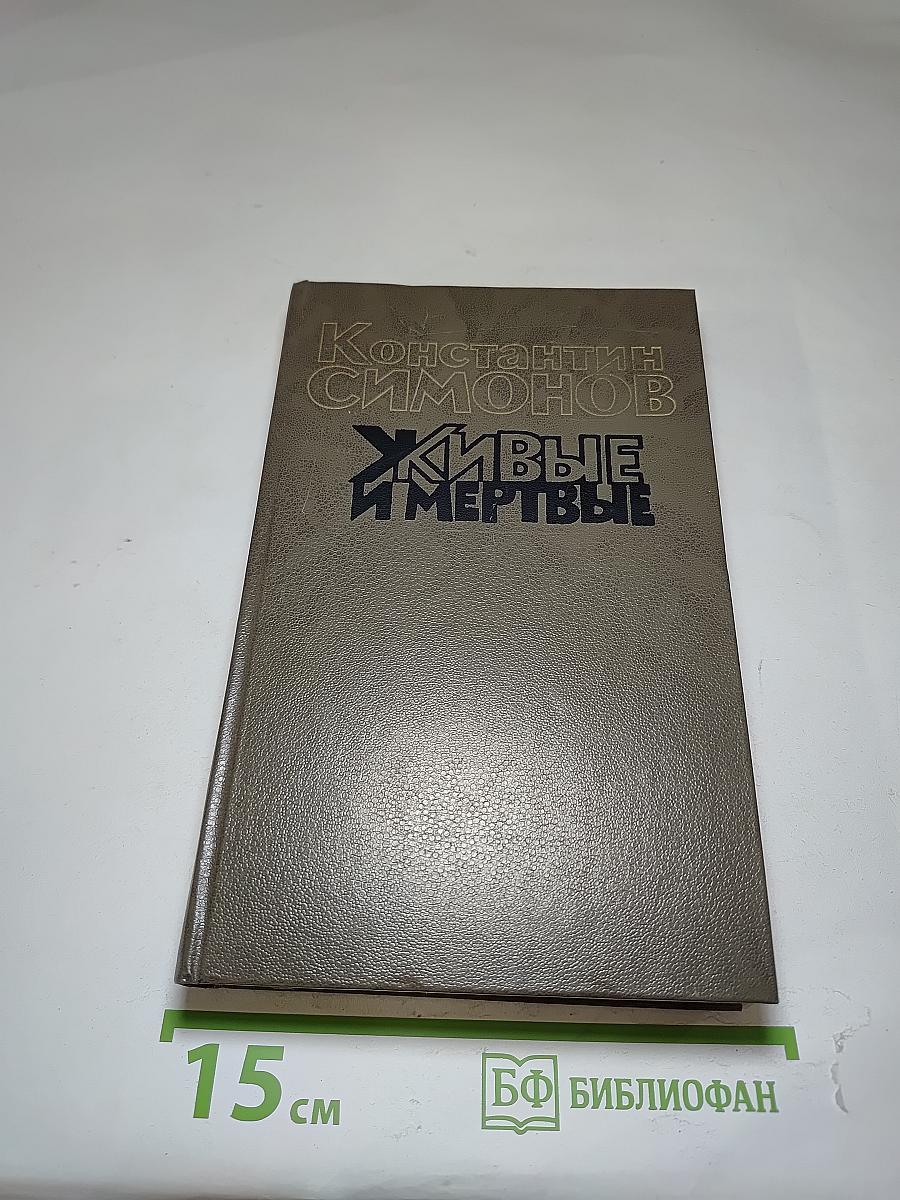 Константин
СИМОНОВ
ЖИВЫЕ
И МЕРТВЫЕ
15 см
БФ БИБЛИОФАН